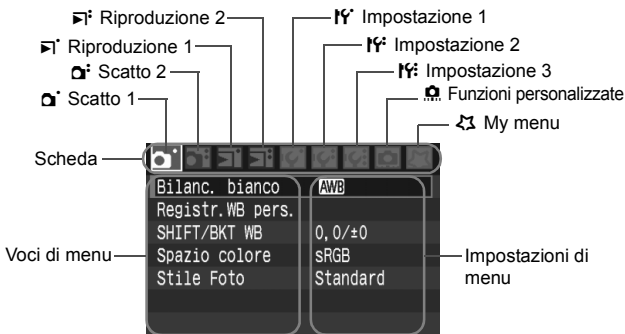 Riproduzione 2
Impostazione 1
Riproduzione 1
Impostazione 2
Scatto 2
Impostazione 3
Scatto 1
Funzioni personalizzate
My menu
Scheda
Bilanc. bianco AWB
Registr.WB pers.
SHIFT/BKT WB 0,0/±0
Voci di menu
Spazio colore sRGB
Impostazioni di menu
Stile Foto Standard